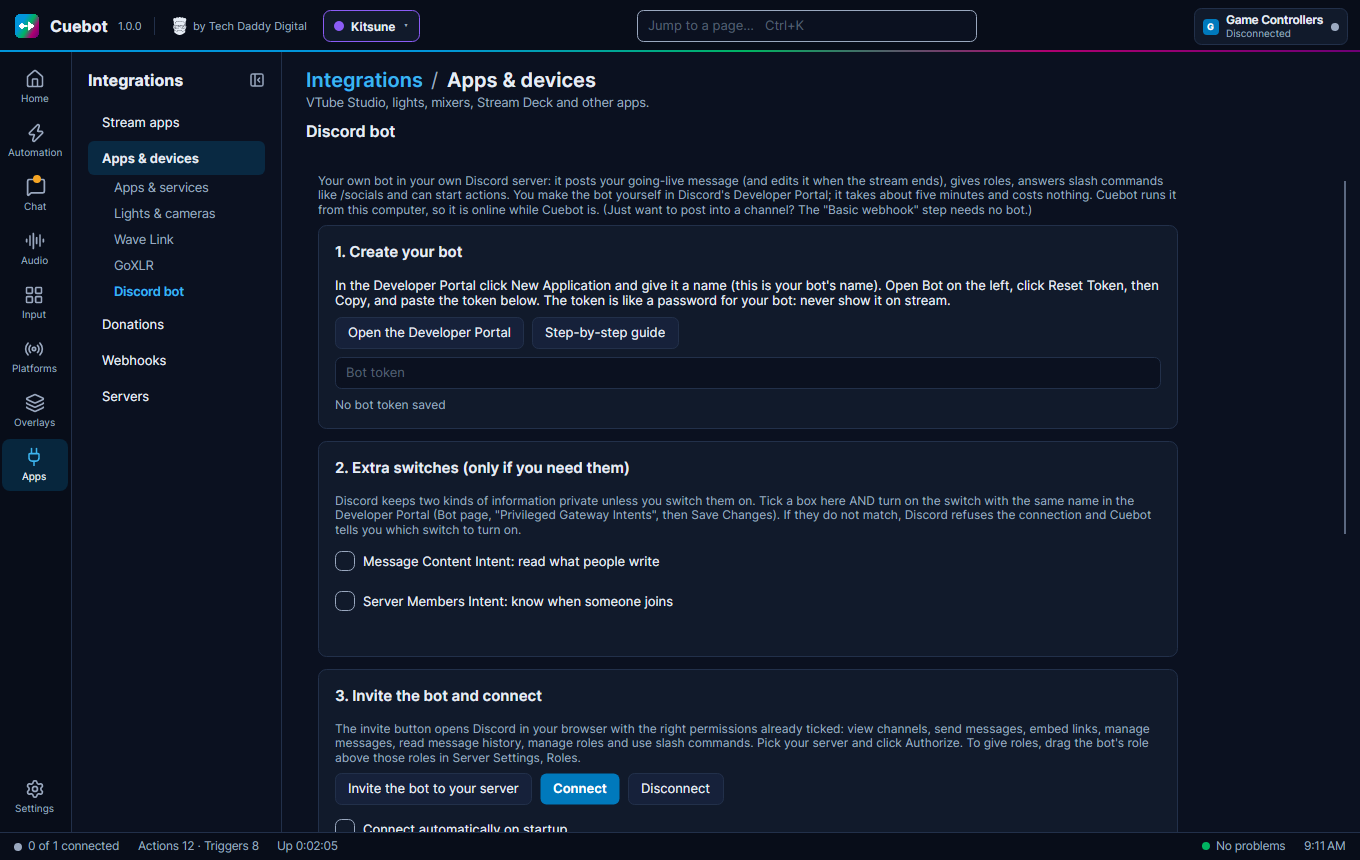 Cuebot 1.0.0 by Tech Daddy Digital Kitsune Jump to a page... Ctrl+K G Game Controllers
Disconnected
Home
Automation
Chat
Audio
Input
Platforms
Overlays
Apps
Settings
Integrations
Stream apps
Apps & devices
Apps & services
Lights & cameras
Wave Link
GoXLR
Discord bot
Donations
Webhooks
Servers
Integrations / Apps & devices
VTube Studio, lights, mixers, Stream Deck and other apps.
Discord bot
Your own bot in your own Discord server: it posts your going-live message (and edits it when the stream ends), gives roles, answers slash commands
like /socials and can start actions. You make the bot yourself in Discord's Developer Portal; it takes about five minutes and costs nothing. Cuebot runs it
from this computer, so it is online while Cuebot is. (Just want to post into a channel? The "Basic webhook" step needs no bot.)
1. Create your bot
In the Developer Portal click New Application and give it a name (this is your bot's name). Open Bot on the left, click Reset Token, then
Copy, and paste the token below. The token is like a password for your bot: never show it on stream.
Open the Developer Portal Step-by-step guide
Bot token
No bot token saved
2. Extra switches (only if you need them)
Discord keeps two kinds of information private unless you switch them on. Tick a box here AND turn on the switch with the same name in the
Developer Portal (Bot page, "Privileged Gateway Intents", then Save Changes). If they do not match, Discord refuses the connection and Cuebot
tells you which switch to turn on.
Message Content Intent: read what people write
Server Members Intent: know when someone joins
3. Invite the bot and connect
The invite button opens Discord in your browser with the right permissions already ticked: view channels, send messages, embed links, manage
messages, read message history, manage roles and use slash commands. Pick your server and click Authorize. To give roles, drag the bot's role
above those roles in Server Settings, Roles.
Invite the bot to your server Connect Disconnect
Connect automatically on startup
0 of 1 connected Actions 12 · Triggers 8 Up 0:02:05 No problems 9:11 AM